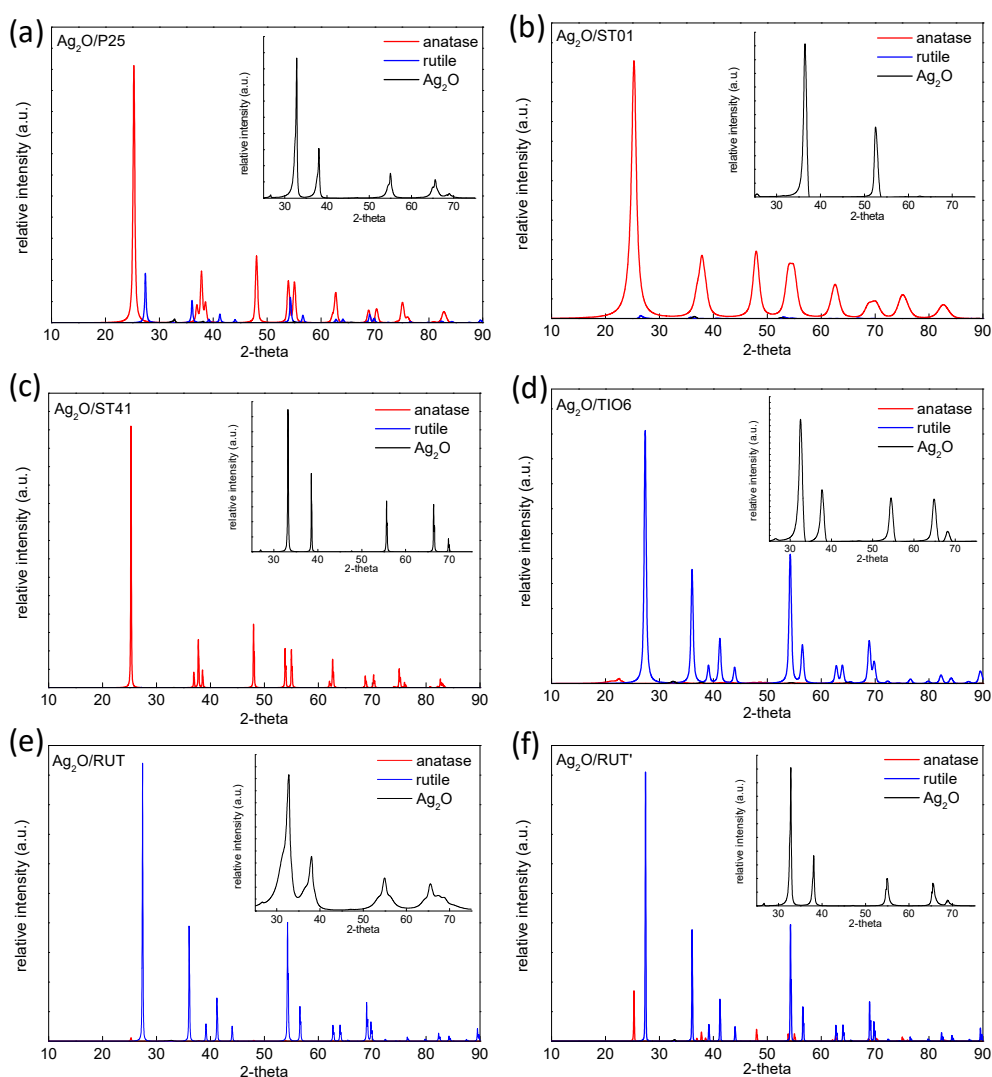 (a)
Ag₂O/P25
anatase
rutile
Ag₂O
relative intensity (a.u.)
30 40 50 60 70
2-theta
relative intensity (a.u.)
10 20 30 40 50 60 70 80 90
2-theta
(b)
Ag₂O/ST01
anatase
rutile
Ag₂O
relative intensity (a.u.)
30 40 50 60 70
2-theta
relative intensity (a.u.)
10 20 30 40 50 60 70 80 90
2-theta
(c)
Ag₂O/ST41
anatase
rutile
Ag₂O
relative intensity (a.u.)
30 40 50 60 70
2-theta
relative intensity (a.u.)
10 20 30 40 50 60 70 80 90
2-theta
(d)
Ag₂O/TIO6
anatase
rutile
Ag₂O
relative intensity (a.u.)
30 40 50 60 70
2-theta
relative intensity (a.u.)
10 20 30 40 50 60 70 80 90
2-theta
(e)
Ag₂O/RUT
anatase
rutile
Ag₂O
relative intensity (a.u.)
30 40 50 60 70
2-theta
relative intensity (a.u.)
10 20 30 40 50 60 70 80 90
2-theta
(f)
Ag₂O/RUT'
anatase
rutile
Ag₂O
relative intensity (a.u.)
30 40 50 60 70
2-theta
relative intensity (a.u.)
10 20 30 40 50 60 70 80 90
2-theta